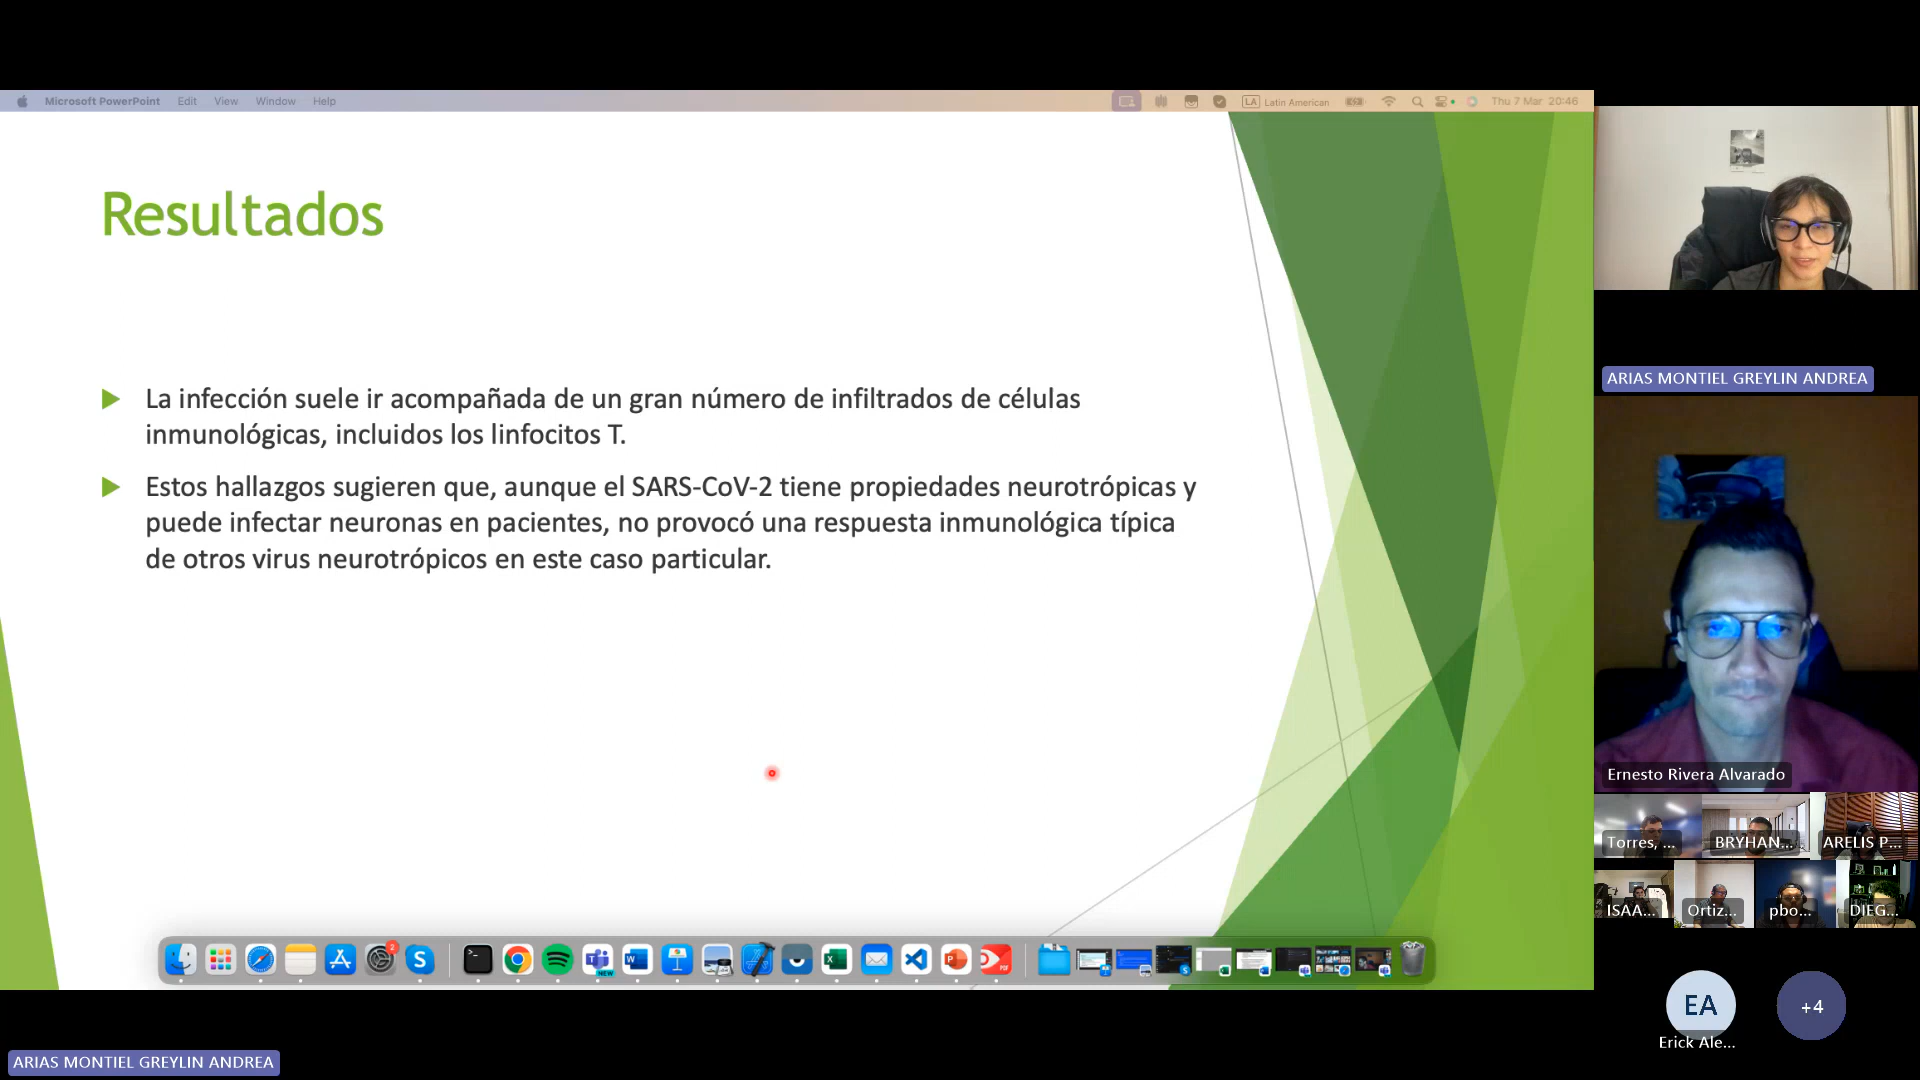 Microsoft PowerPoint Edit View Window Help
LA Latin American Thu 7 Mar 20:46
Resultados
La infección suele ir acompañada de un gran número de infiltrados de células
inmunológicas, incluidos los linfocitos T.
Estos hallazgos sugieren que, aunque el SARS-CoV-2 tiene propiedades neurotrópicas y
puede infectar neuronas en pacientes, no provocó una respuesta inmunológica típica
de otros virus neurotrópicos en este caso particular.
2
NEW
ARIAS MONTIEL GREYLIN ANDREA
Ernesto Rivera Alvarado
Torres, ...
BRYHAN...
ARELIS P...
ISAA...
Ortiz...
pbo...
DIEG...
EA
+4
Erick Ale...
ARIAS MONTIEL GREYLIN ANDREA